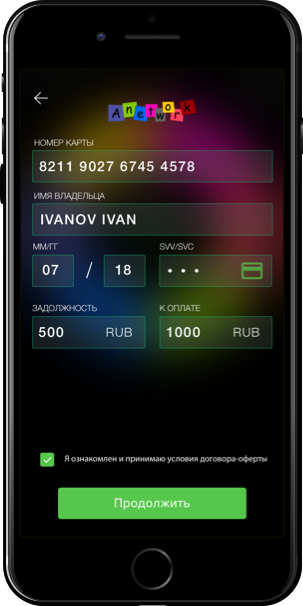 Anetwork
НОМЕР КАРТЫ
8211 9027 6745 4578
ИМЯ ВЛАДЕЛЬЦА
IVANOV IVAN
ММ/ГГ SVV/SVC
07 / 18 • • •
ЗАДОЛЖНОСТЬ К ОПЛАТЕ
500 RUB 1000 RUB
Я ознакомлен и принимаю условия договора-оферты
Продолжить